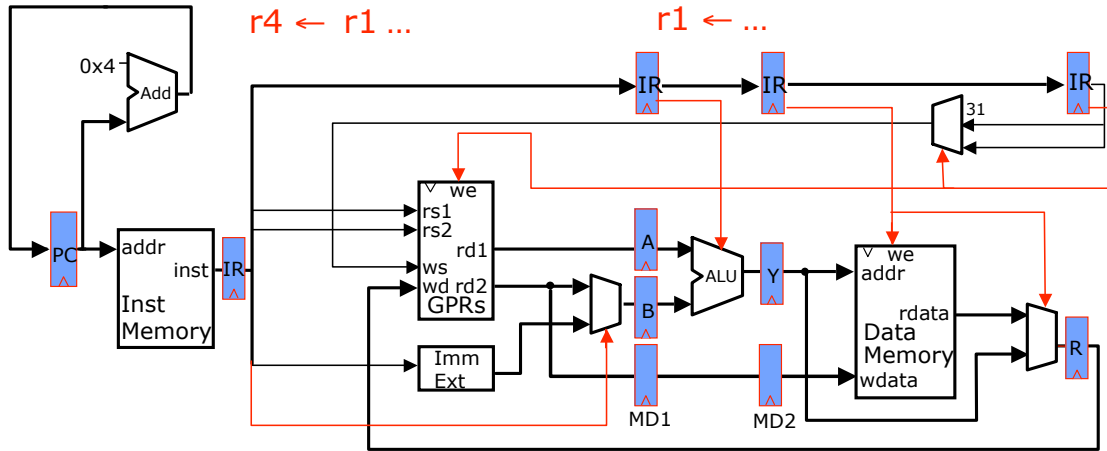 r4 ← r1 ...
r1 ← ...
0x4
Add
IR
IR
IR
31
we
rs1
rs2
rd1
ws
wd rd2
GPRs
A
B
ALU
Y
PC
addr
inst
Inst
Memory
IR
we
addr
rdata
Data
Memory
wdata
R
Imm
Ext
MD1
MD2